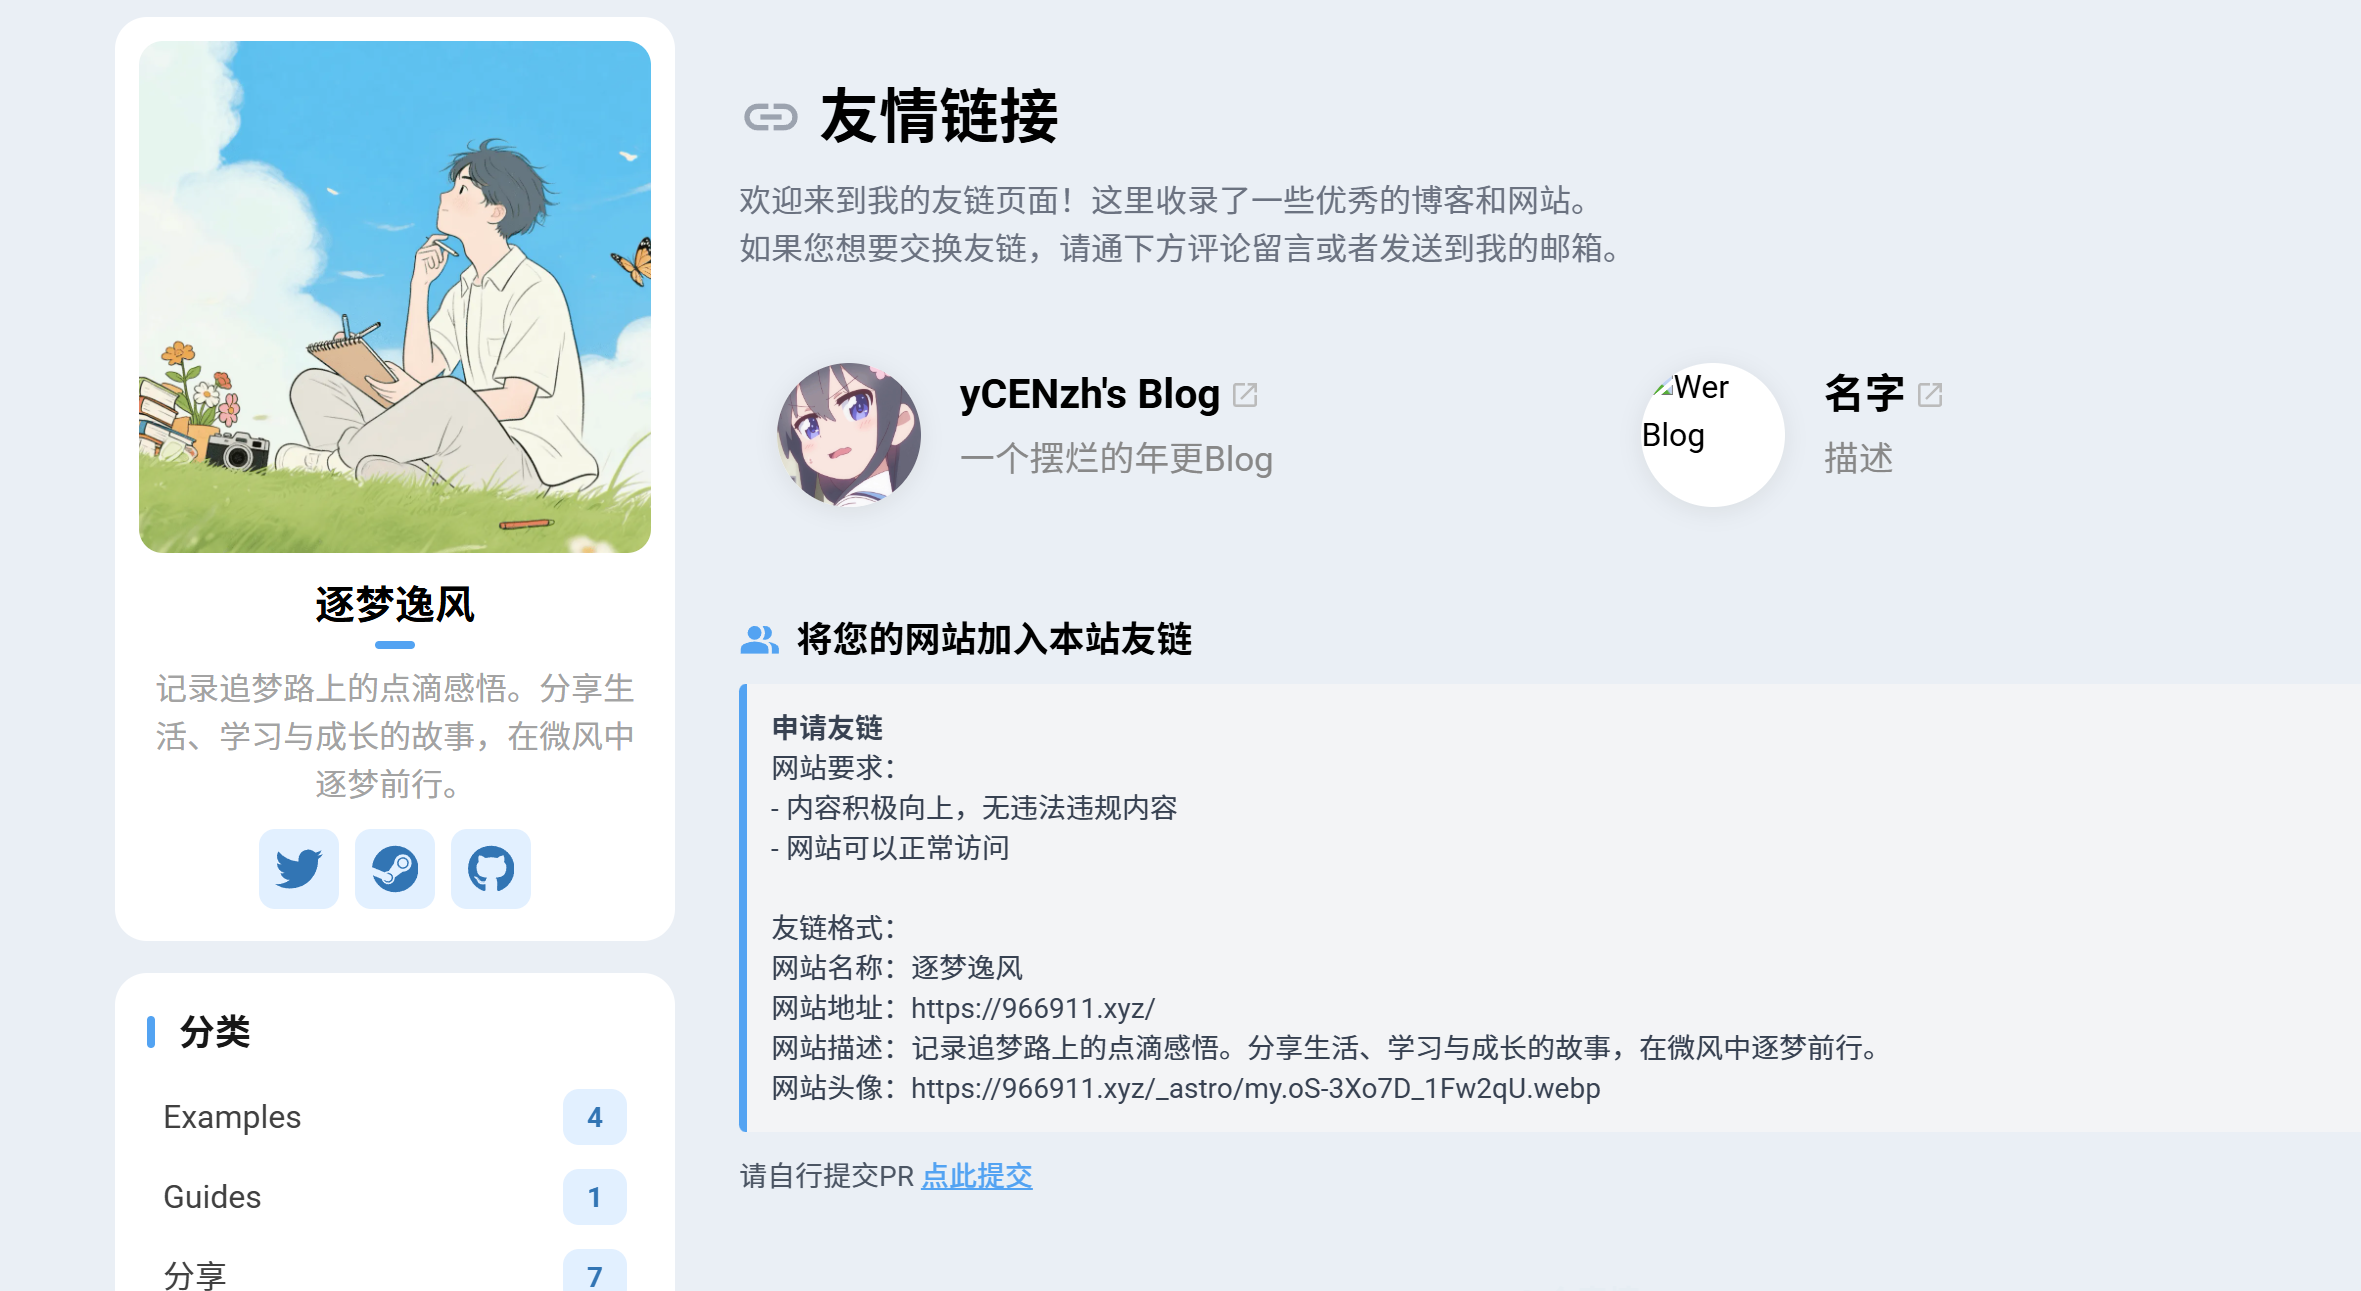 逐梦逸风
记录追梦路上的点滴感悟。分享生
活、学习与成长的故事，在微风中
逐梦前行。
分类
Examples 4
Guides 1
分享 7
友情链接
欢迎来到我的友链页面！这里收录了一些优秀的博客和网站。
如果您想要交换友链，请通下方评论留言或者发送到我的邮箱。
yCENzh's Blog
一个摆烂的年更Blog
Wer
Blog
名字
描述
将您的网站加入本站友链
申请友链
网站要求：
- 内容积极向上，无违法违规内容
- 网站可以正常访问
友链格式：
网站名称：逐梦逸风
网站地址：https://966911.xyz/
网站描述：记录追梦路上的点滴感悟。分享生活、学习与成长的故事，在微风中逐梦前行。
网站头像：https://966911.xyz/_astro/my.oS-3Xo7D_1Fw2qU.webp
请自行提交PR 点此提交